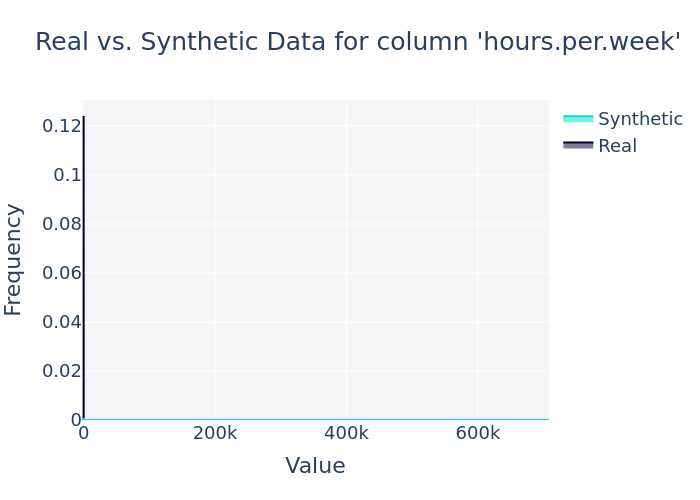 Real vs. Synthetic Data for column 'hours.per.week'
Synthetic
Real
Frequency
0.12
0.1
0.08
0.06
0.04
0.02
0
0 200k 400k 600k
Value